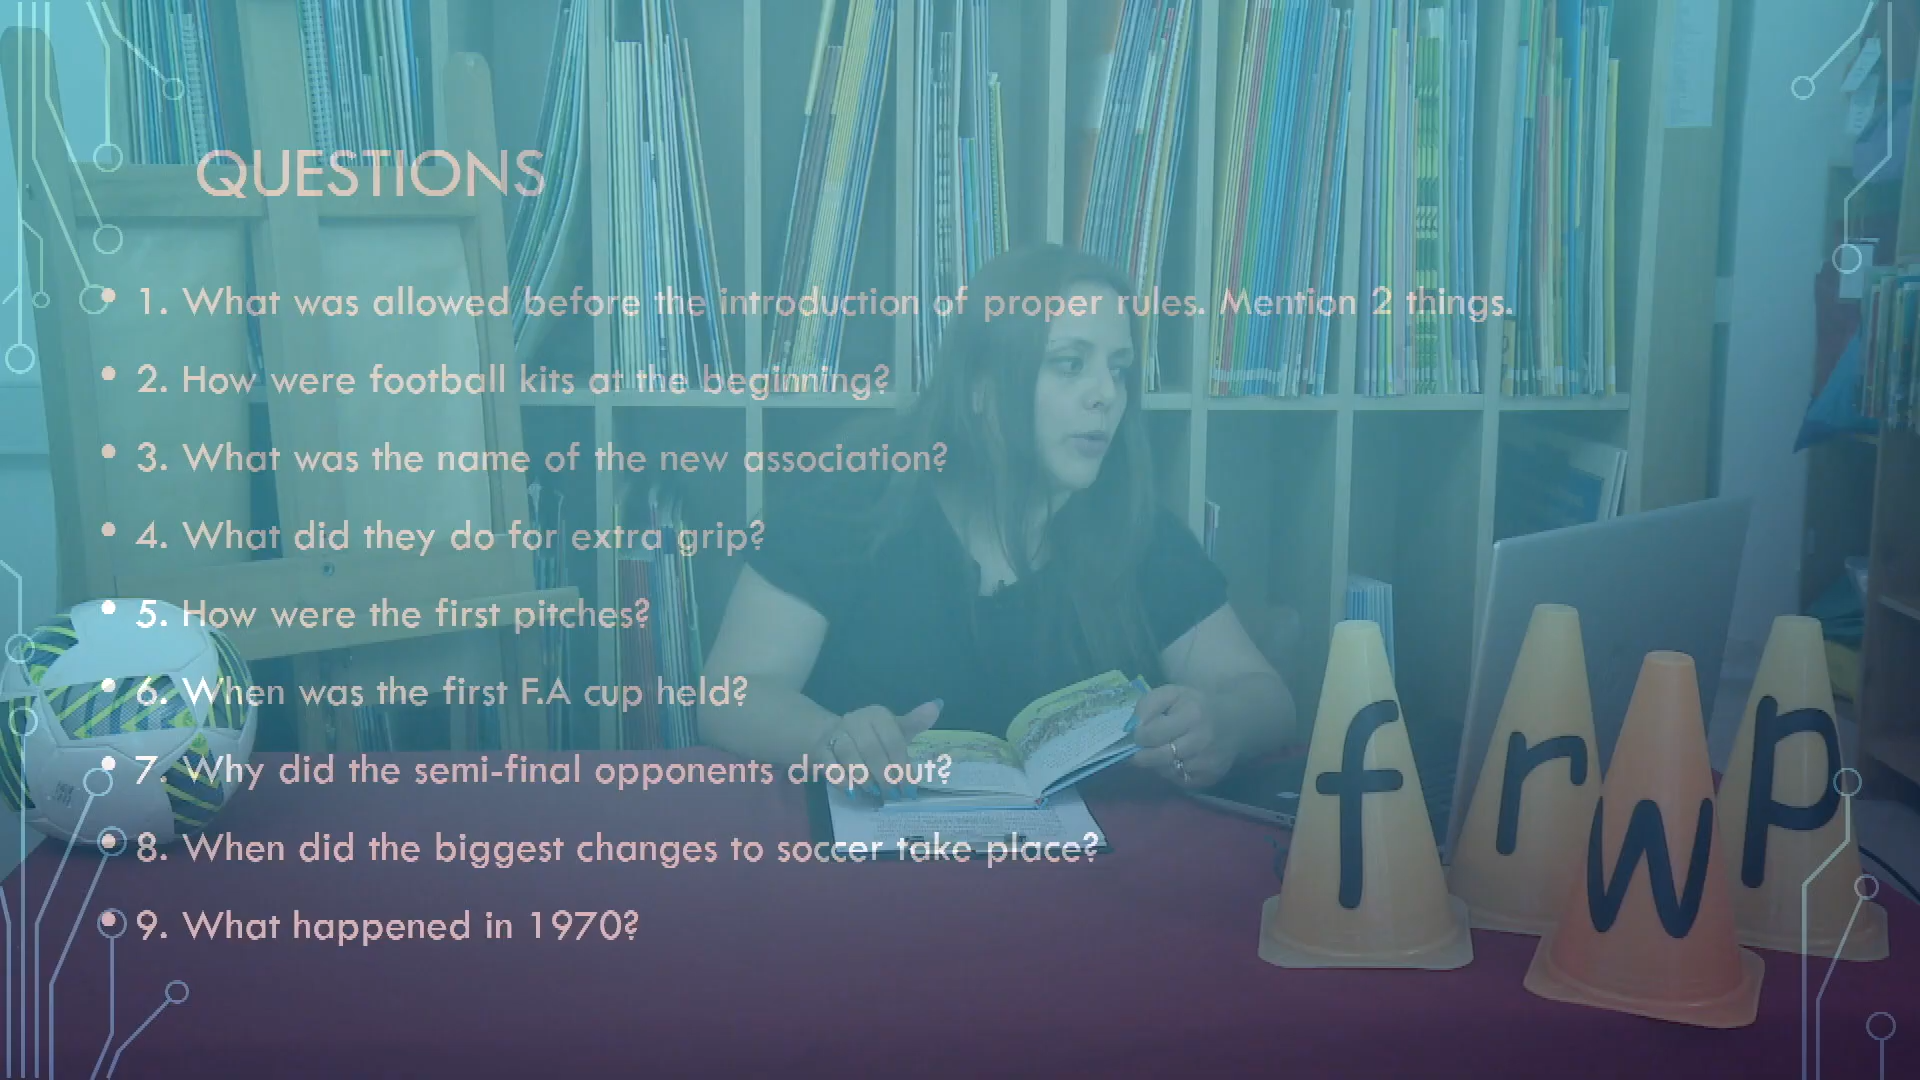 QUESTIONS
• 1. What was allowed before the introduction of proper rules. Mention 2 things.
• 2. How were football kits at the beginning?
• 3. What was the name of the new association?
• 4. What did they do for extra grip?
• 5. How were the first pitches?
• 6. When was the first F.A cup held?
• 7. Why did the semi-final opponents drop out?
• 8. When did the biggest changes to soccer take place?
• 9. What happened in 1970?
f r w p